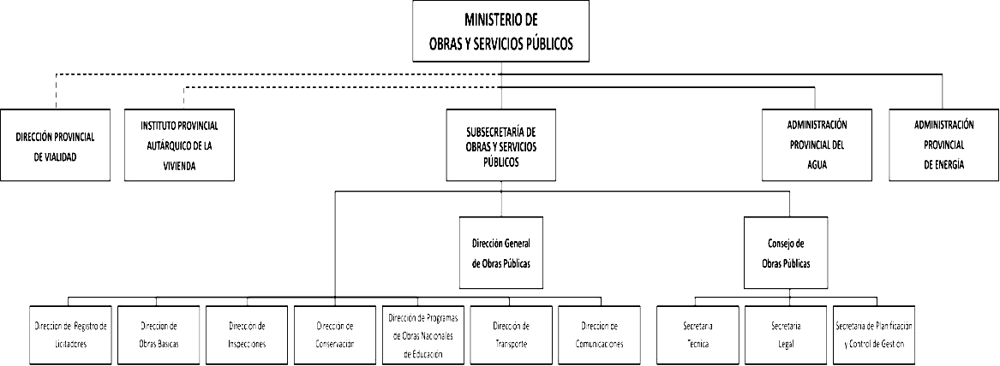 MINISTERIO DE
OBRAS Y SERVICIOS PÚBLICOS
DIRECCIÓN PROVINCIAL
DE VIALIDAD
INSTITUTO PROVINCIAL
AUTÁRQUICO DE LA
VIVIENDA
SUBSECRETARÍA DE
OBRAS Y SERVICIOS
PÚBLICOS
ADMINISTRACIÓN
PROVINCIAL DEL
AGUA
ADMINISTRACIÓN
PROVINCIAL
DE ENERGÍA
Dirección General
de Obras Públicas
Consejo de
Obras Públicas
Direccion de Registro de
Licitadores
Direccion de
Obras Basicas
Direccion de
Inspecciones
Dirección de
Conservación
Dirección de Programas
de Obras Nacionales
de Educación
Dirección de
Transporte
Direccion de
Comunicaciones
Secretaria
Tecnica
Secretaria
Legal
Secretaria de Planificación
y Control de Gestión